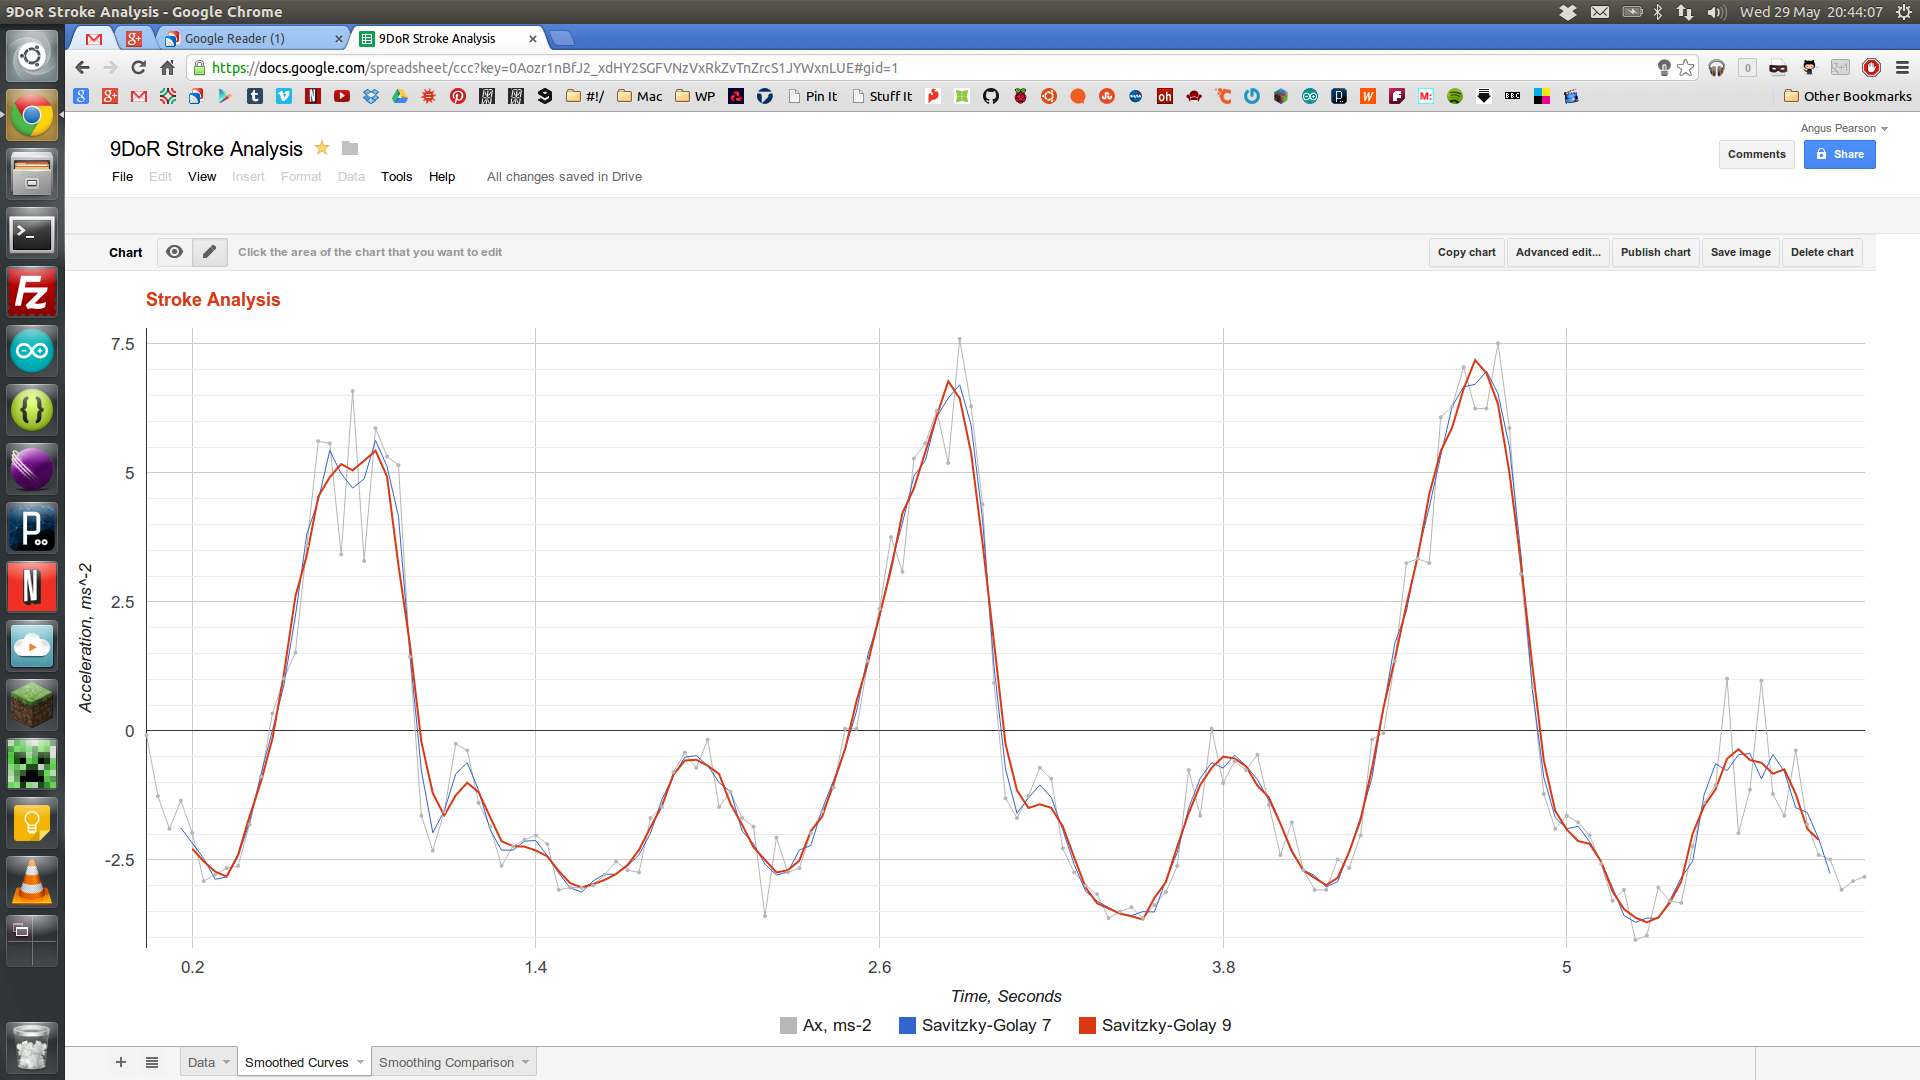 9DoR Stroke Analysis - Google Chrome
Wed 29 May 20:44:07
Google Reader (1)
9DoR Stroke Analysis
https://docs.google.com/spreadsheet/ccc?key=0Aozr1nBfJ2_xdHY2SGFVNzVxRkZvTnZrcS1JYWxnLUE#gid=1
#!/ Mac WP Pin It Stuff It oh BBC Other Bookmarks
Angus Pearson
9DoR Stroke Analysis
Comments Share
File Edit View Insert Format Data Tools Help All changes saved in Drive
Chart Click the area of the chart that you want to edit Copy chart Advanced edit... Publish chart Save image Delete chart
Stroke Analysis
7.5
5
2.5
0
-2.5
Acceleration, ms^-2
0.2 1.4 2.6 3.8 5
Time, Seconds
Ax, ms-2 Savitzky-Golay 7 Savitzky-Golay 9
Data Smoothed Curves Smoothing Comparison